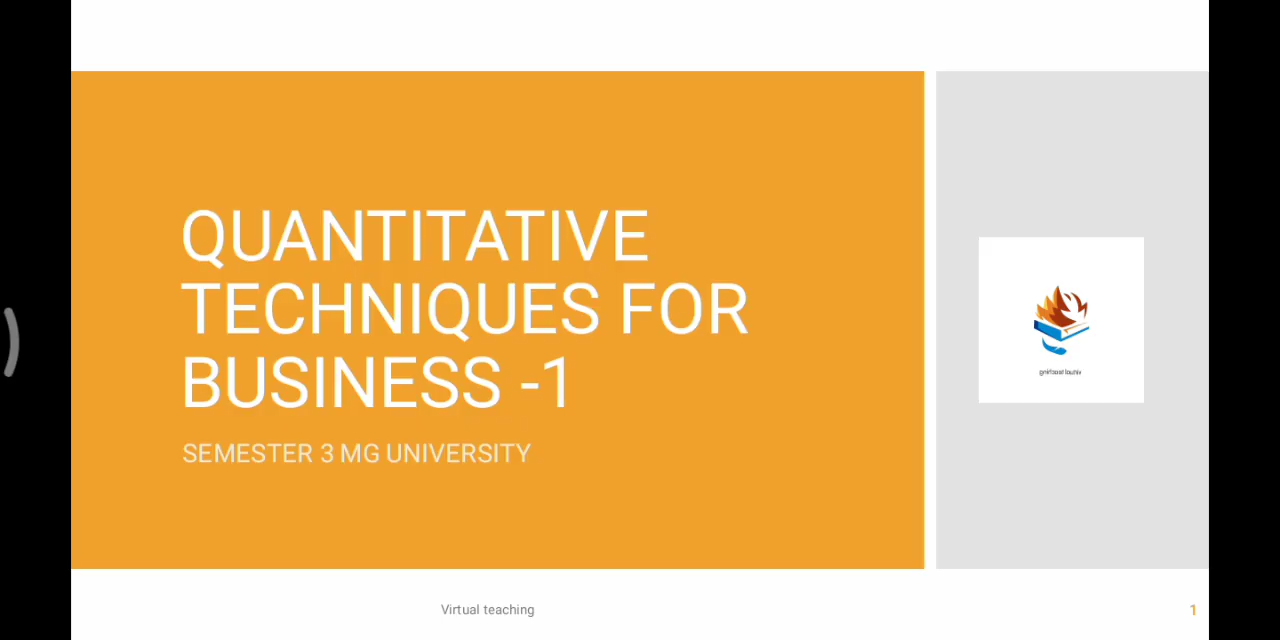 QUANTITATIVE
TECHNIQUES FOR
BUSINESS -1
SEMESTER 3 MG UNIVERSITY
Virtual teaching
1